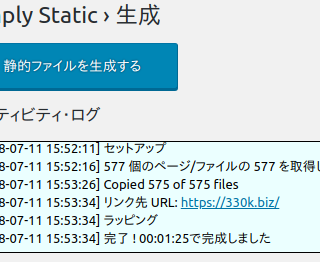 ply Static › 生成
静的ファイルを生成する
ティビティ・ログ
8-07-11 15:52:11] セットアップ
8-07-11 15:52:16] 577 個のページ/ファイルの 577 を取得し
8-07-11 15:53:26] Copied 575 of 575 files
8-07-11 15:53:34] リンク先 URL: https://330k.biz/
8-07-11 15:53:34] ラッピング
8-07-11 15:53:34] 完了 ! 00:01:25で完成しました